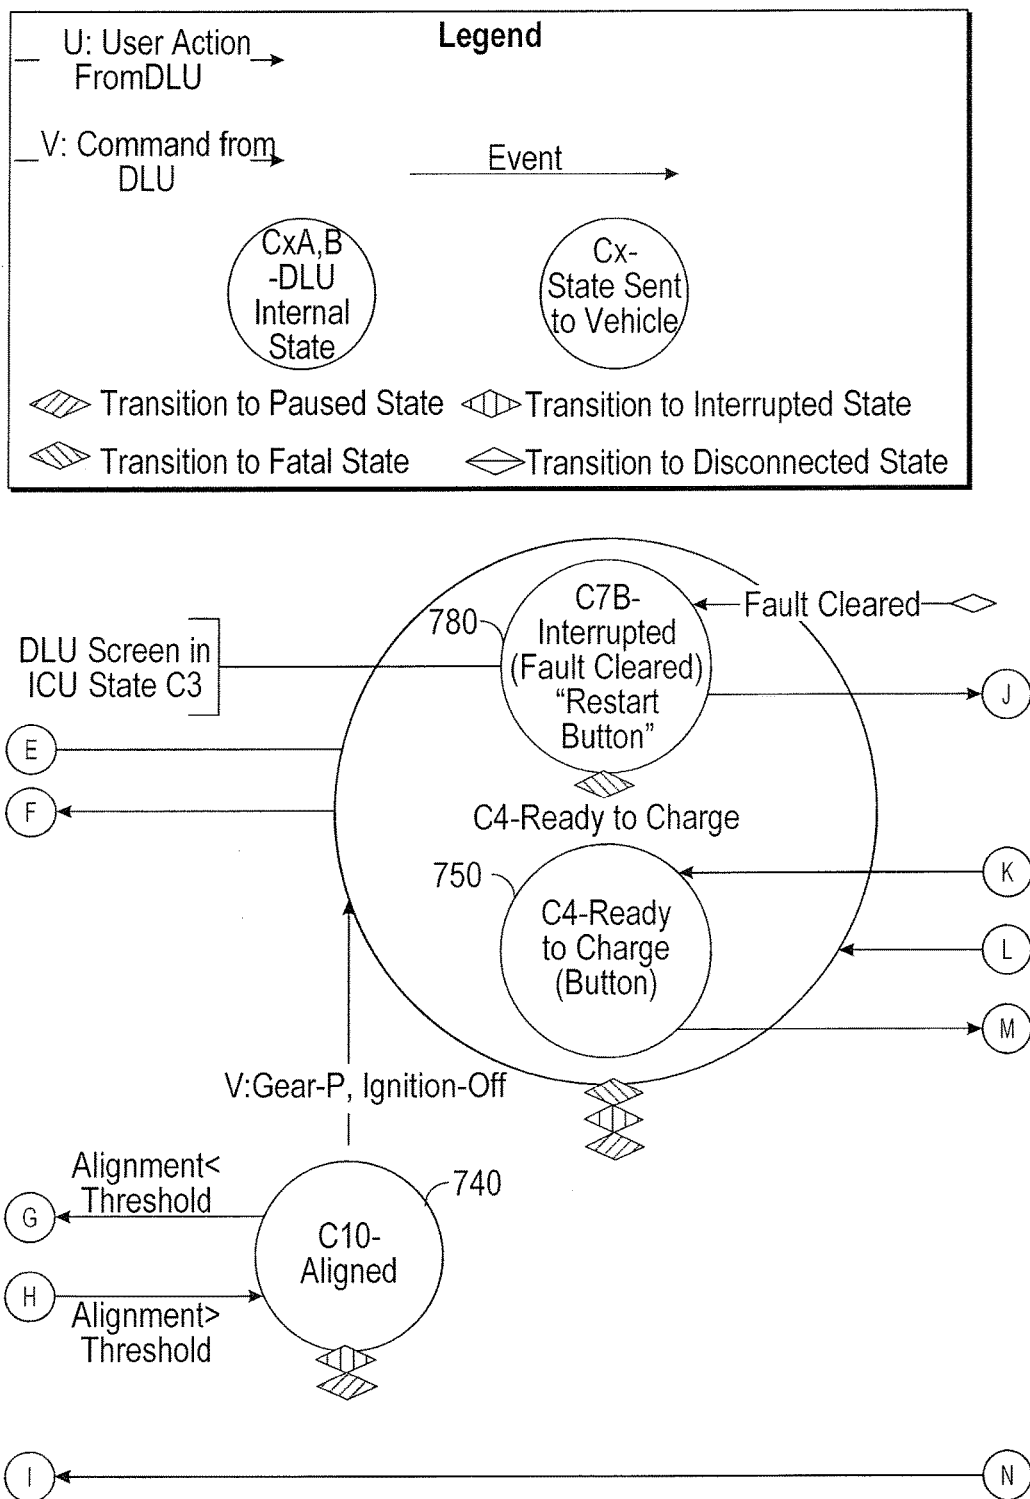 Legend
U: User Action
FromDLU
V: Command from
DLU
Event
CxA,B
-DLU
Internal
State
Cx-
State Sent
to Vehicle
Transition to Paused State
Transition to Interrupted State
Transition to Fatal State
Transition to Disconnected State
780
C7B-
Interrupted
(Fault Cleared)
“Restart
Button”
Fault Cleared
DLU Screen in
ICU State C3
J
E
F
C4-Ready to Charge
750
C4-Ready
to Charge
(Button)
K
L
M
V:Gear-P, Ignition-Off
Alignment<
Threshold
G
740
C10-
Aligned
H
Alignment>
Threshold
I
N